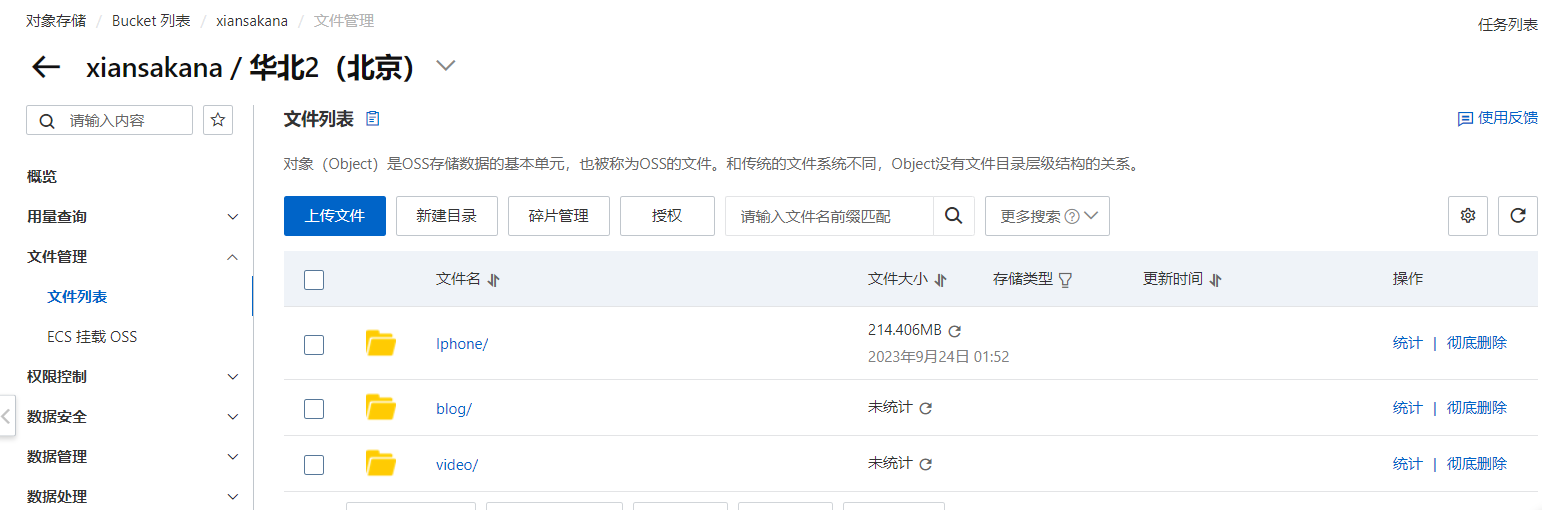 对象存储 / Bucket 列表 / xiansakana / 文件管理
任务列表
xiansakana / 华北2（北京）
请输入内容
文件列表
使用反馈
对象（Object）是OSS存储数据的基本单元，也被称为OSS的文件。和传统的文件系统不同，Object没有文件目录层级结构的关系。
概览
用量查询
文件管理
文件列表
ECS 挂载 OSS
权限控制
数据安全
数据管理
数据处理
上传文件 新建目录 碎片管理 授权 请输入文件名前缀匹配 更多搜索
文件名 文件大小 存储类型 更新时间 操作
Iphone/ 214.406MB 统计 | 彻底删除
2023年9月24日 01:52
blog/ 未统计 统计 | 彻底删除
video/ 未统计 统计 | 彻底删除